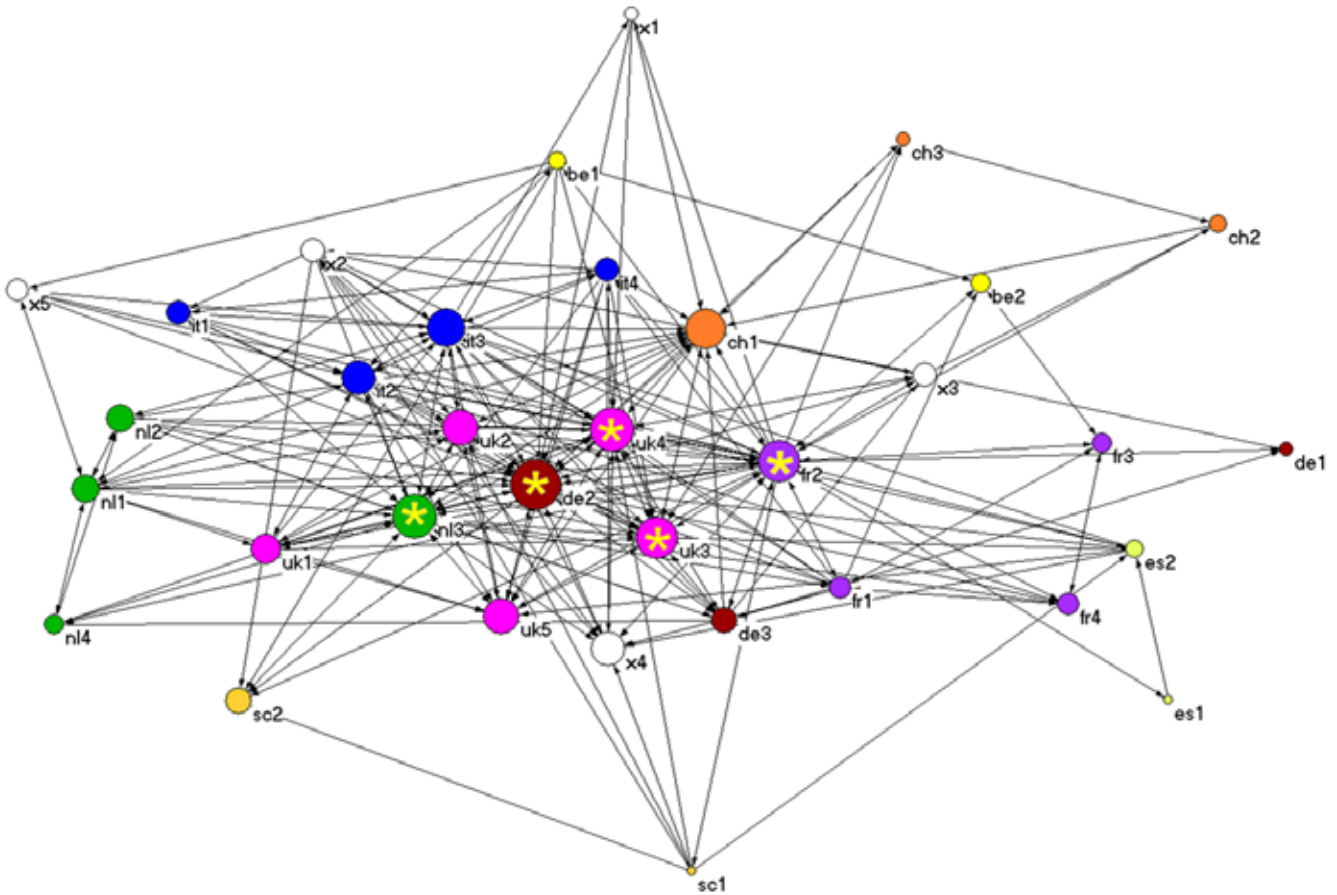 x1
ch3
be1
ch2
x2
it4
x5
be2
it1
it3
ch1
it2
x3
nl2
uk2
uk4
fr3
*
*
fr2
de1
nl1
*
de2
*
nl3
*
uk3
uk1
es2
fr1
fr4
nl4
uk5
de3
x4
sc2
es1
sc1